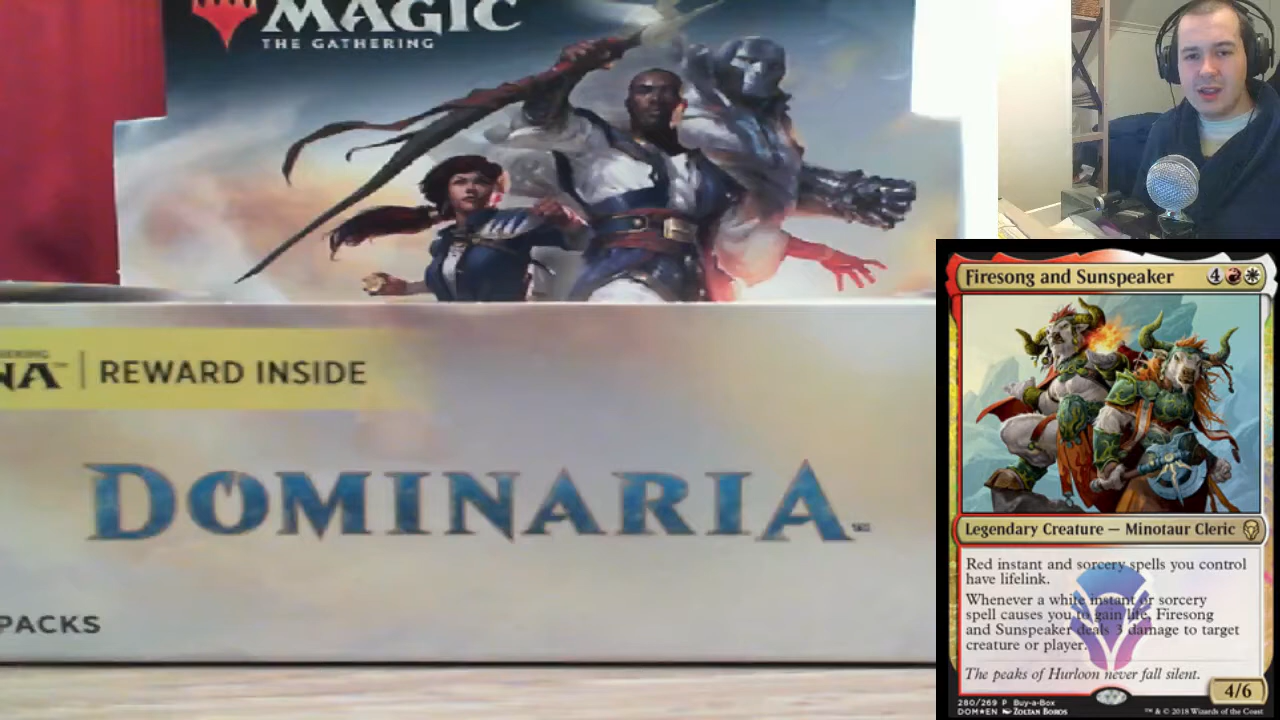 MAGIC
THE GATHERING
REWARD INSIDE
DOMINARIA
PACKS
Firesong and Sunspeaker 4
Legendary Creature — Minotaur Cleric
Red instant and sorcery spells you control
have lifelink.
Whenever a white instant or sorcery
spell causes you to gain life, Firesong
and Sunspeaker deals 3 damage to target
creature or player.
The peaks of Hurloon never fall silent.
4/6
280/269 P Buy-a-Box
DOM★EN Zoltan Boros
™ & © 2018 Wizards of the Coast